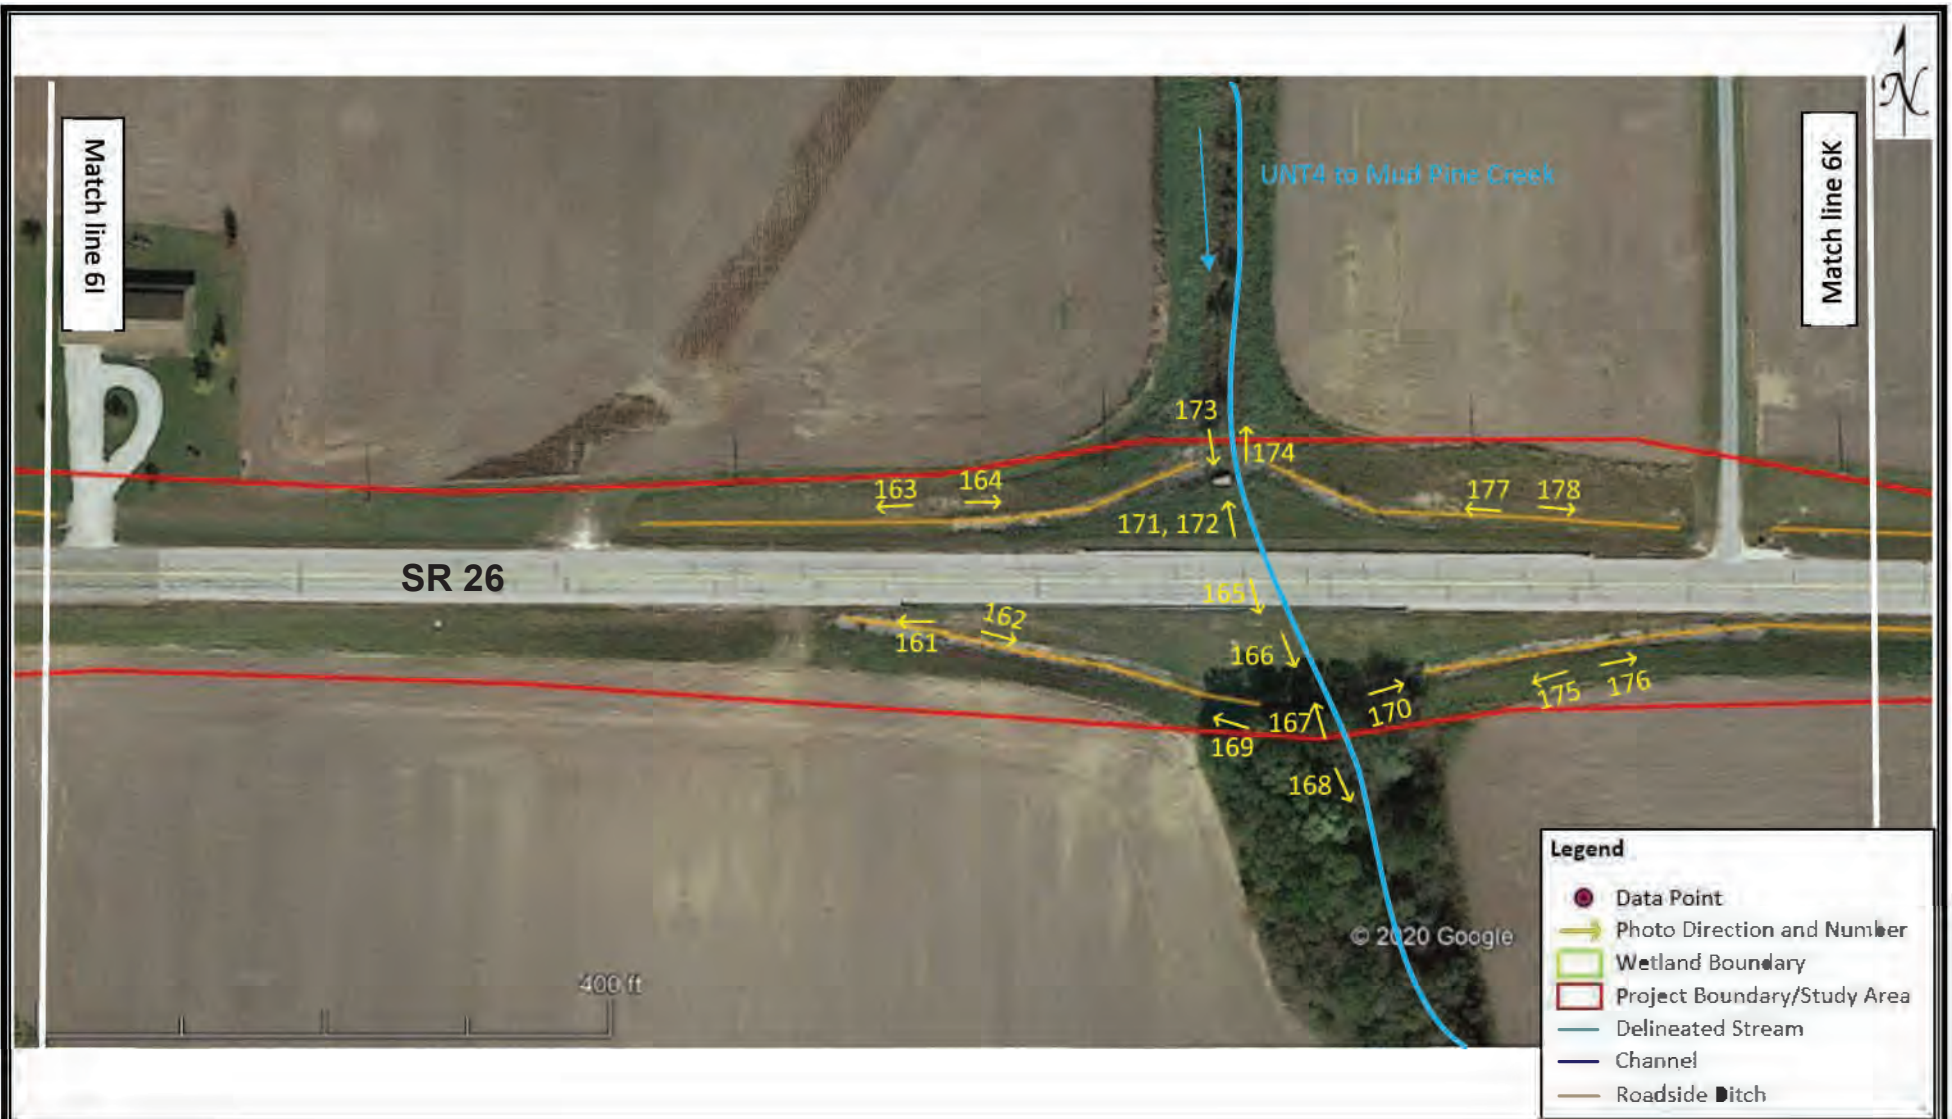 N
Match line 6I
Match line 6K
UNT4 to Mud Pine Creek
173
174
163
164
177
178
171, 172
SR 26
165
162
161
166
176
175
170
167
169
168
© 2020 Google
400 ft
Legend
Data Point
Photo Direction and Number
Wetland Boundary
Project Boundary/Study Area
Delineated Stream
Channel
Roadside Ditch